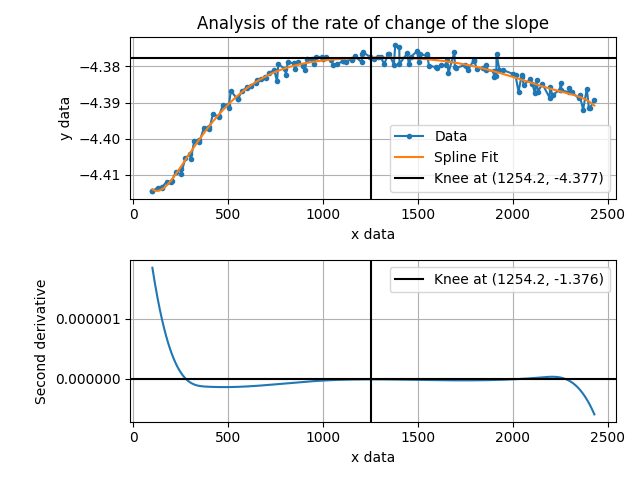 Analysis of the rate of change of the slope
−4.38
−4.39
−4.40
−4.41
y data
Data
Spline Fit
Knee at (1254.2, -4.377)
0 500 1000 1500 2000 2500
x data
Knee at (1254.2, -1.376)
0.000001
0.000000
Second derivative
0 500 1000 1500 2000 2500
x data